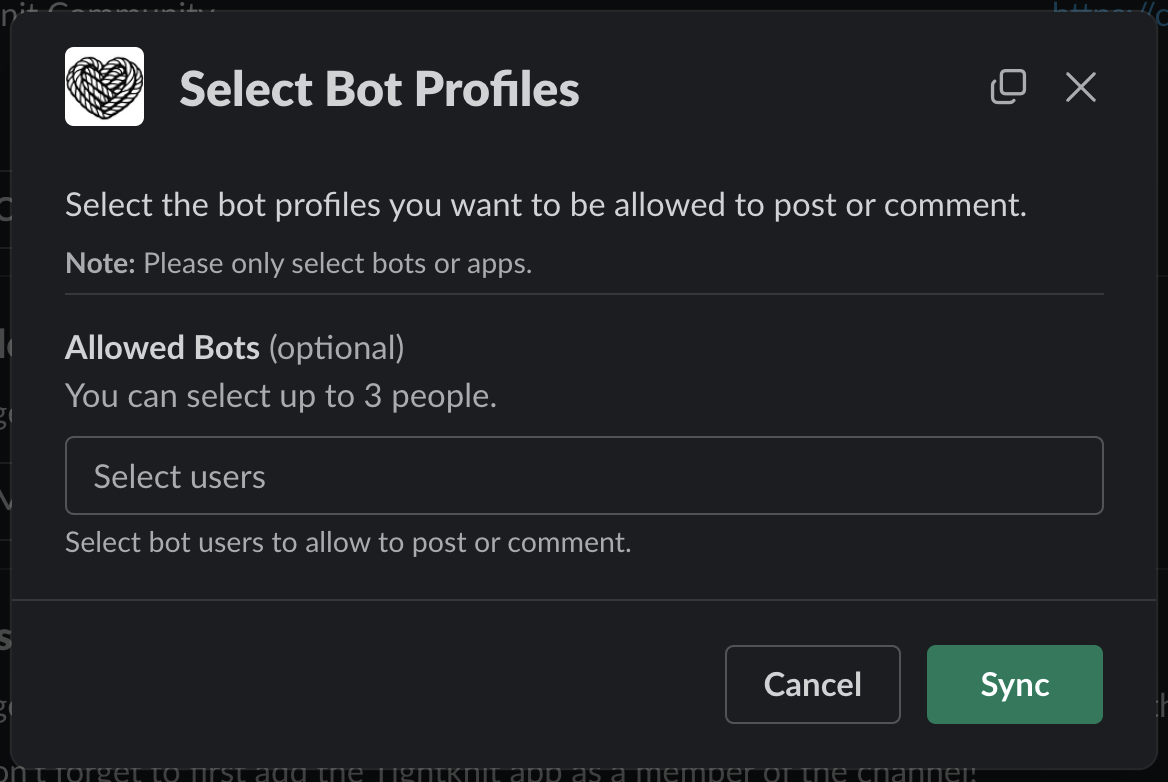 nit Community
https://c
Select Bot Profiles
Select the bot profiles you want to be allowed to post or comment.
Note: Please only select bots or apps.
Allowed Bots (optional)
You can select up to 3 people.
Select users
Select bot users to allow to post or comment.
Cancel
Sync
on't forget to first add the Tightknit app as a member of the channel!